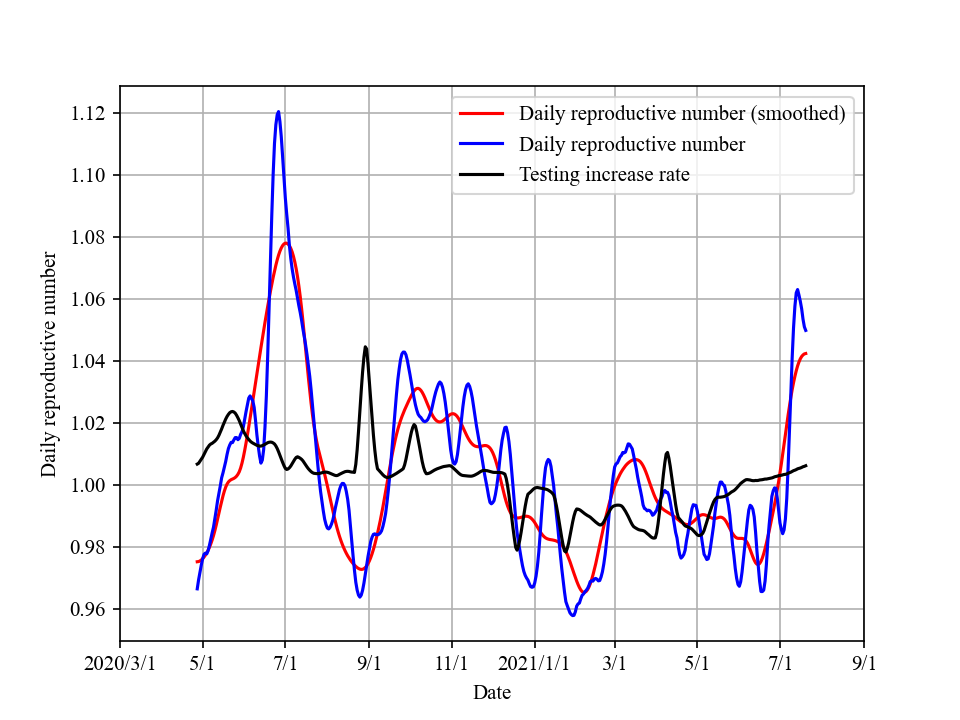 Daily reproductive number (smoothed)
Daily reproductive number
Testing increase rate
Daily reproductive number
1.12
1.10
1.08
1.06
1.04
1.02
1.00
0.98
0.96
2020/3/1 5/1 7/1 9/1 11/1 2021/1/1 3/1 5/1 7/1 9/1
Date